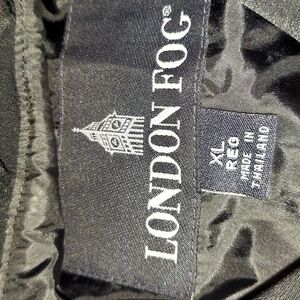 LONDON FOG®
XL
REG
MADE IN
THAILAND